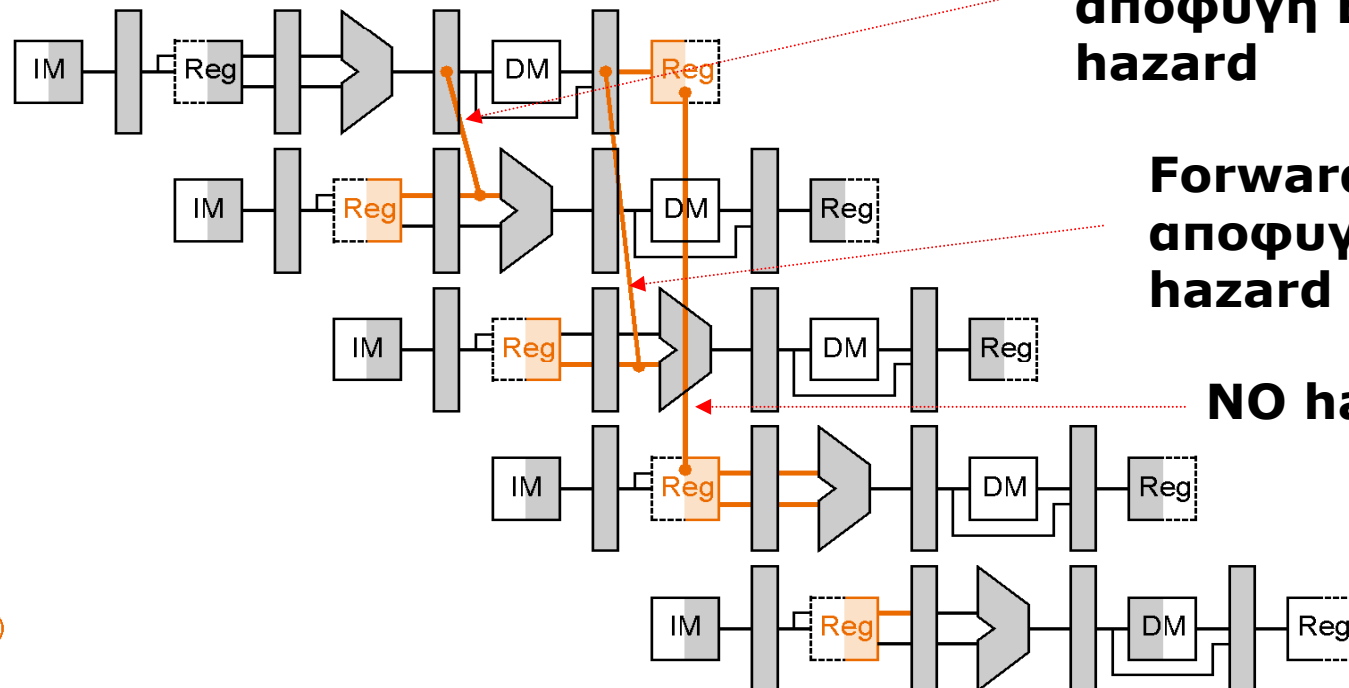 hazard
IM Reg DM Reg
Forward
αποφυγ
hazard
IM Reg DM Reg
IM Reg DM Reg
NO ha
IM Reg DM Reg
IM Reg DM Reg
)